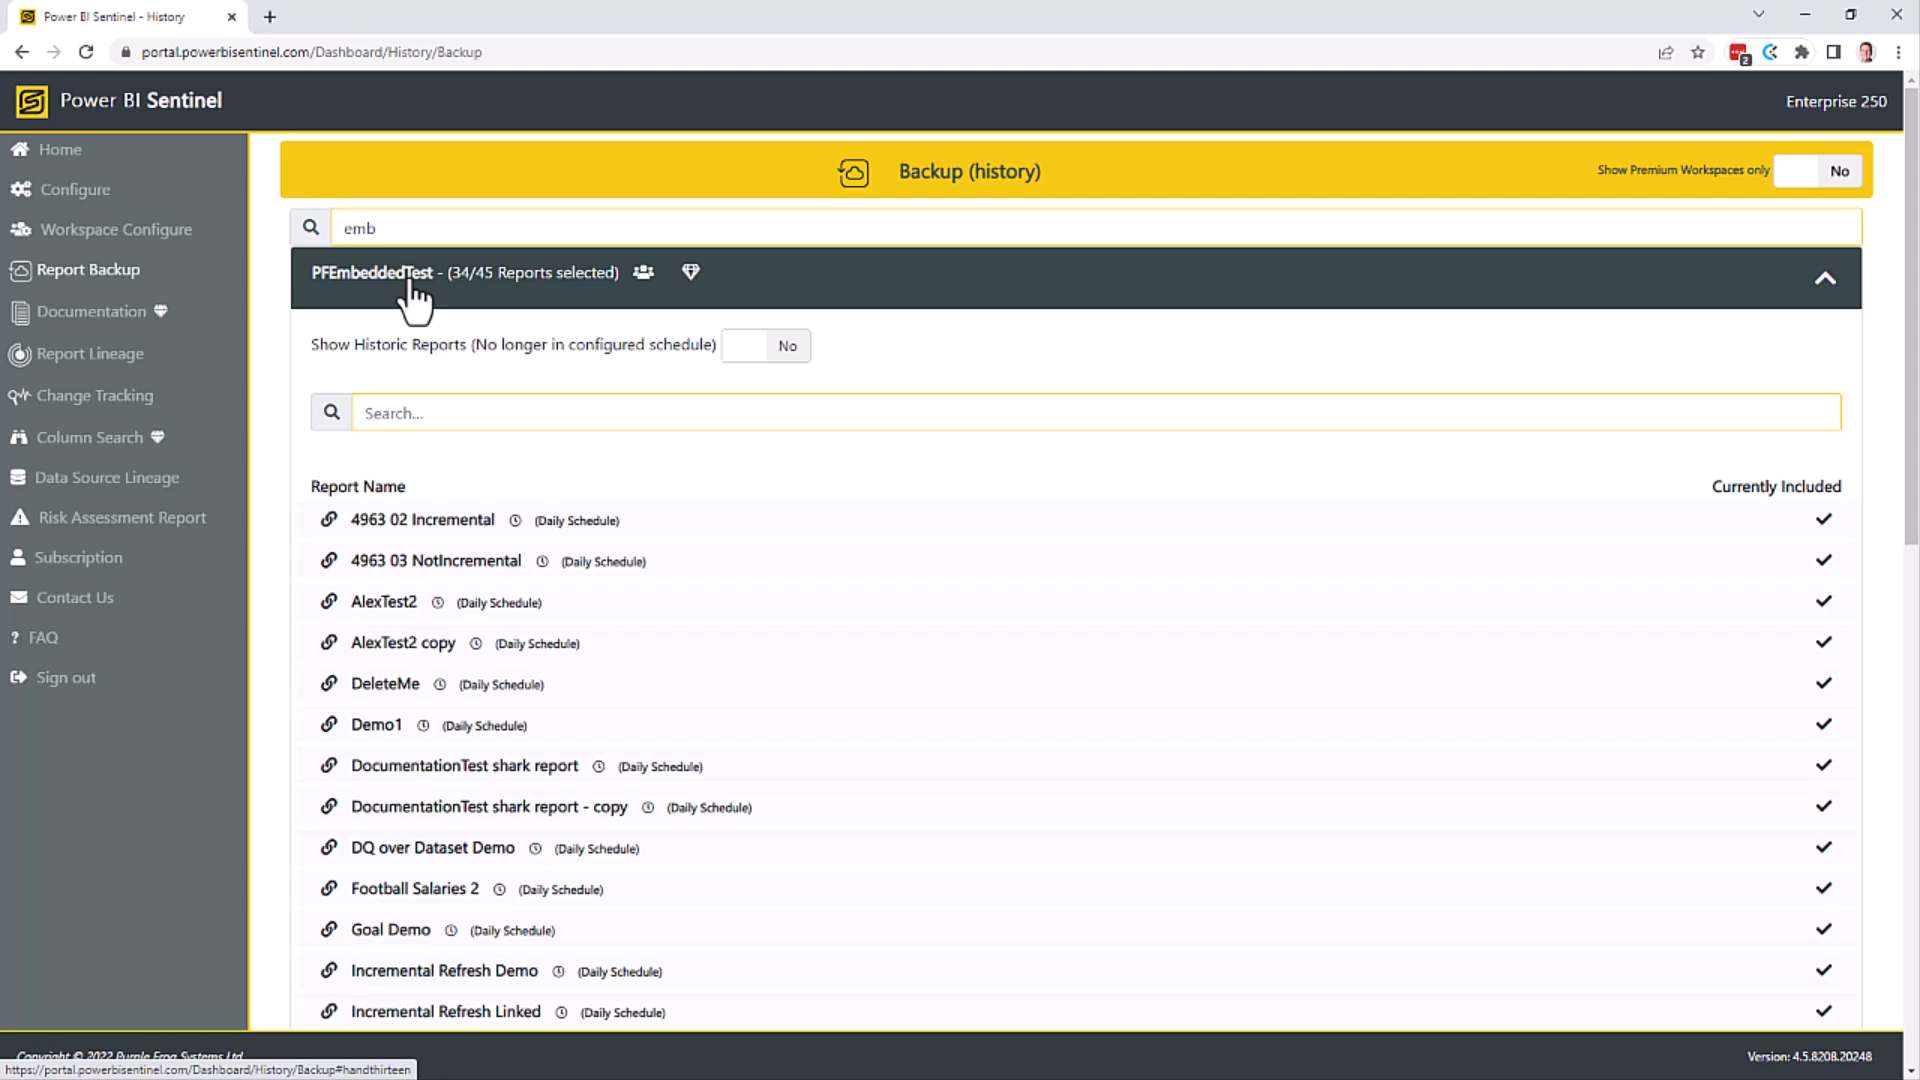 Power BI Sentinel - History
portal.powerbisentinel.com/Dashboard/History/Backup
2
Power BI Sentinel
Enterprise 250
Home
Configure
Workspace Configure
Report Backup
Documentation
Report Lineage
Change Tracking
Column Search
Data Source Lineage
Risk Assessment Report
Subscription
Contact Us
? FAQ
Sign out
Backup (history)
Show Premium Workspaces only No
emb
PFEmbeddedTest - (34/45 Reports selected)
Show Historic Reports (No longer in configured schedule) No
Search...
Report Name Currently Included
4963 02 Incremental (Daily Schedule)
4963 03 NotIncremental (Daily Schedule)
AlexTest2 (Daily Schedule)
AlexTest2 copy (Daily Schedule)
DeleteMe (Daily Schedule)
Demo1 (Daily Schedule)
DocumentationTest shark report (Daily Schedule)
DocumentationTest shark report - copy (Daily Schedule)
DQ over Dataset Demo (Daily Schedule)
Football Salaries 2 (Daily Schedule)
Goal Demo (Daily Schedule)
Incremental Refresh Demo (Daily Schedule)
Incremental Refresh Linked (Daily Schedule)
Copyright © 2022 Purple Frog Systems Ltd
Version: 4.5.8208.20248
https://portal.powerbisentinel.com/Dashboard/History/Backup#handthirteen